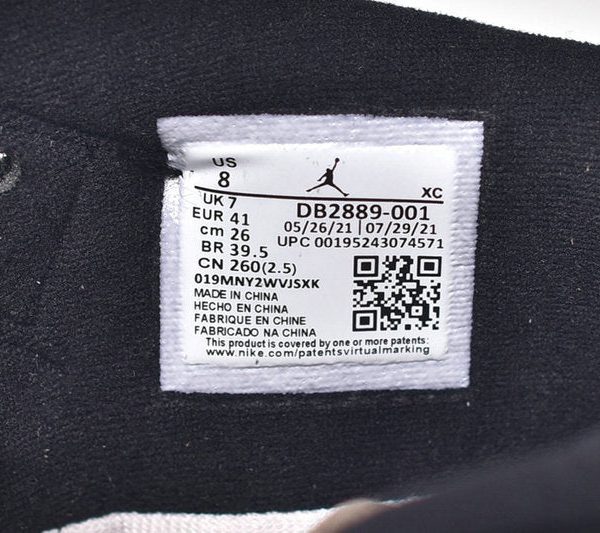 US
8
XC
UK 7
EUR 41
cm 26
BR 39.5
CN 260(2.5)
DB2889-001
05/26/21 | 07/29/21
UPC 00195243074571
019MNY2WVJSXK
MADE IN CHINA
HECHO EN CHINA
FABRIQUE EN CHINE
FABRICADO NA CHINA
This product is covered by one or more patents:
www.nike.com/patentsvirtualmarking